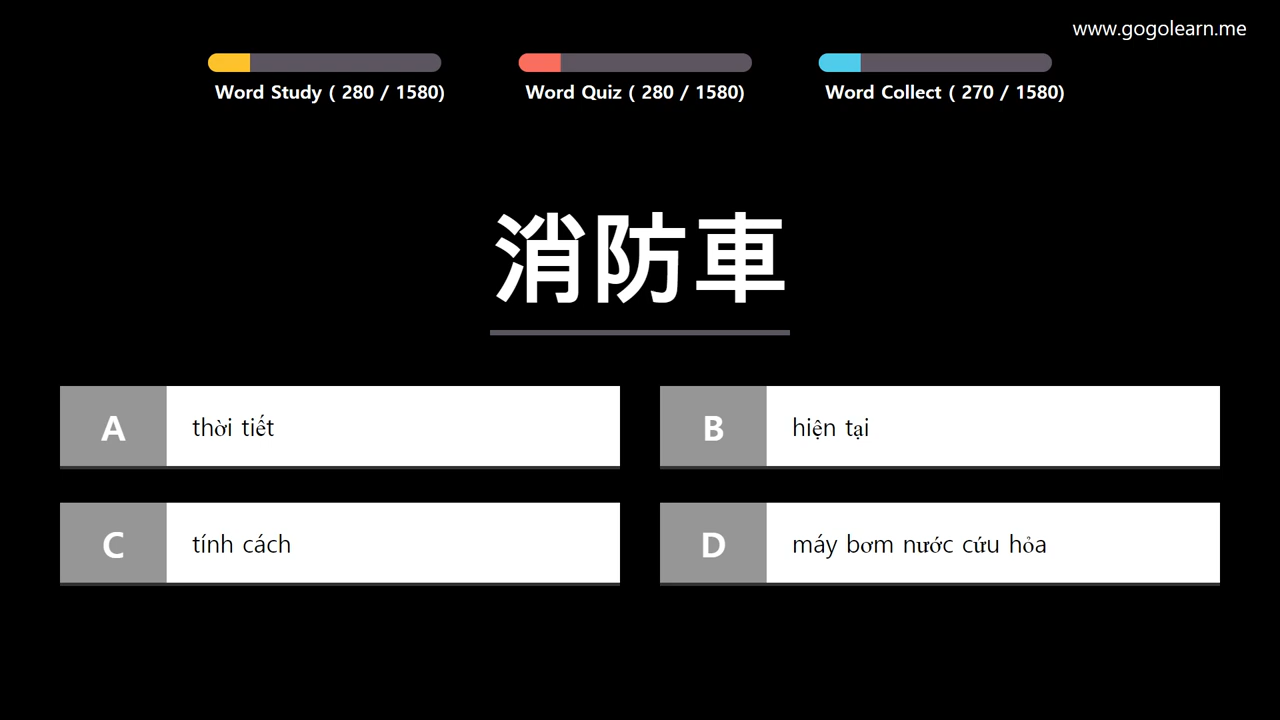 www.gogolearn.me
Word Study ( 280 / 1580)
Word Quiz ( 280 / 1580)
Word Collect ( 270 / 1580)
消防車
A thời tiết
B hiện tại
C tính cách
D máy bơm nước cứu hỏa